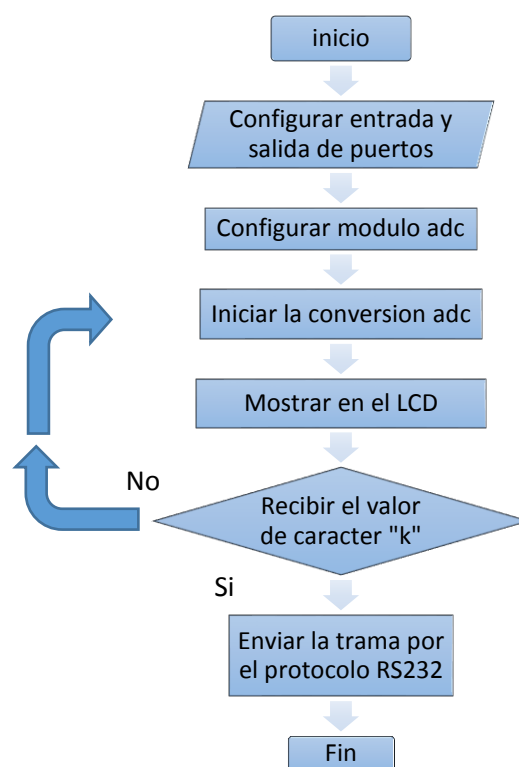 inicio
Configurar entrada y
salida de puertos
Configurar modulo adc
Iniciar la conversion adc
Mostrar en el LCD
No
Recibir el valor
de caracter "k"
Si
Enviar la trama por
el protocolo RS232
Fin